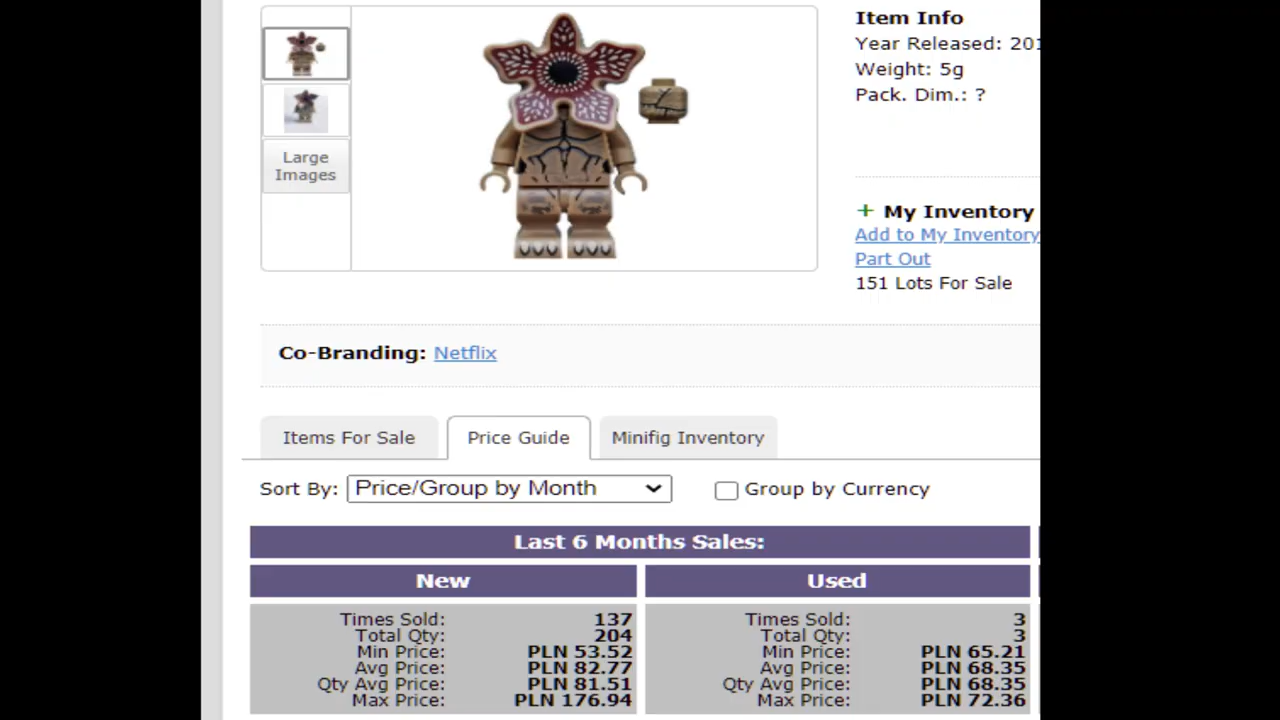 Item Info
Year Released: 201
Weight: 5g
Pack. Dim.: ?
Large
Images
+ My Inventory
Add to My Inventory
Part Out
151 Lots For Sale
Co-Branding: Netflix
Items For Sale
Price Guide
Minifig Inventory
Sort By: Price/Group by Month
Group by Currency
Last 6 Months Sales:
New
Times Sold: 137
Total Qty: 204
Min Price: PLN 53.52
Avg Price: PLN 82.77
Qty Avg Price: PLN 81.51
Max Price: PLN 176.94
Used
Times Sold: 3
Total Qty: 3
Min Price: PLN 65.21
Avg Price: PLN 68.35
Qty Avg Price: PLN 68.35
Max Price: PLN 72.36